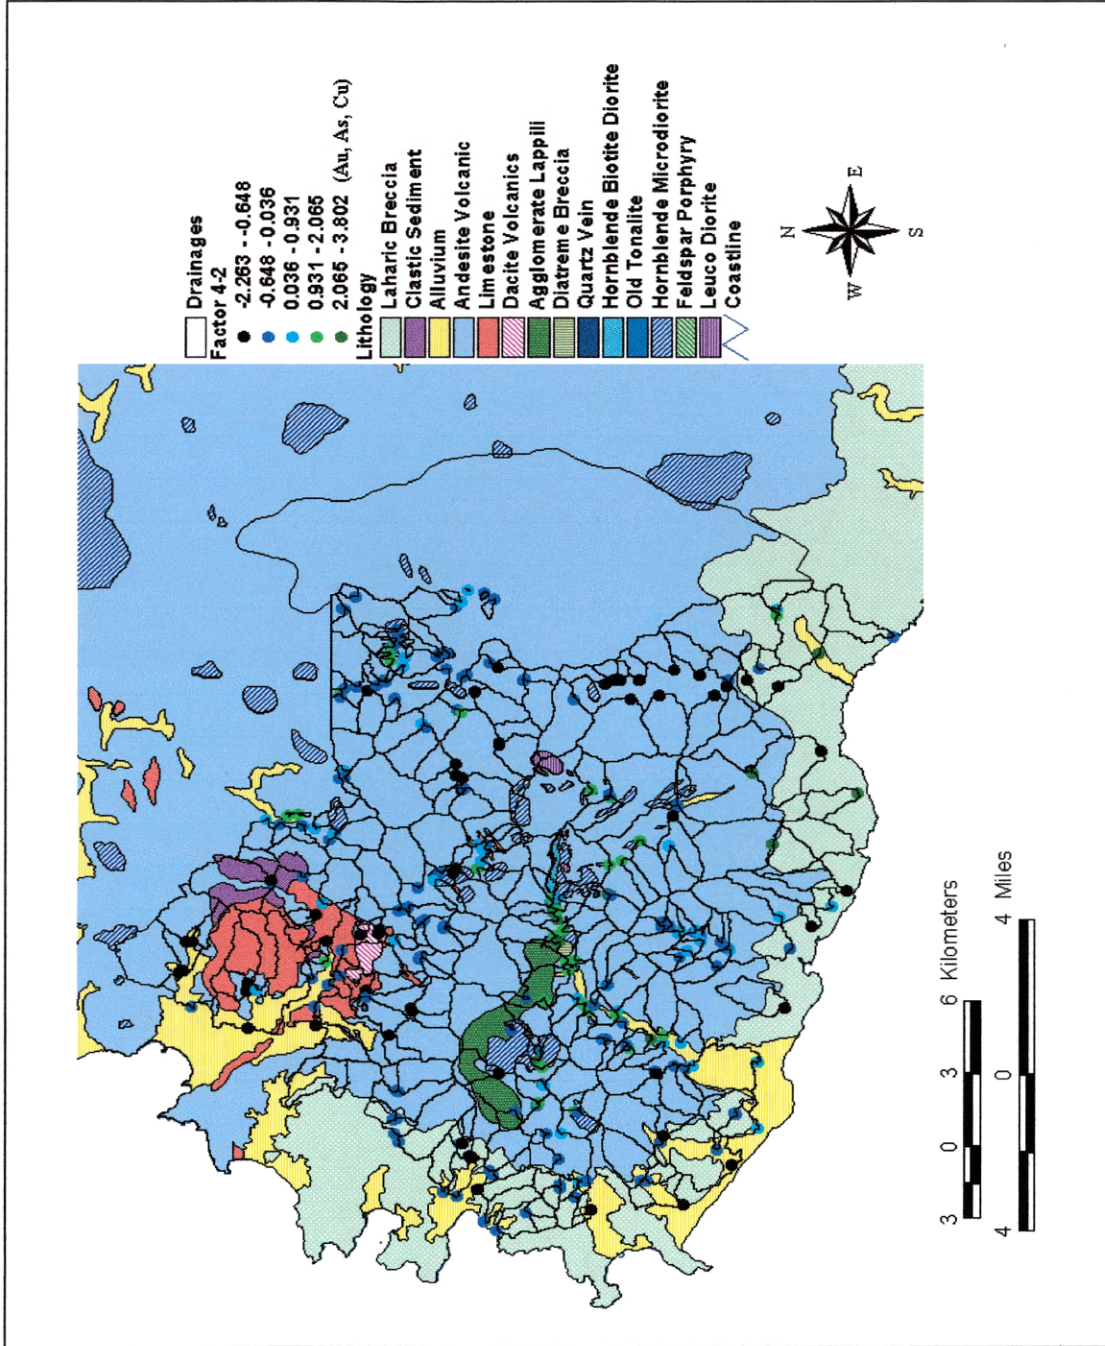 Drainages
Factor 4-2
-2.263 - -0.648
-0.648 - 0.036
0.036 - 0.931
0.931 - 2.065
2.065 - 3.802 (Au, As, Cu)
Lithology
Laharic Breccia
Clastic Sediment
Alluvium
Andesite Volcanic
Limestone
Dacite Volcanics
Agglomerate Lappili
Diatreme Breccia
Quartz Vein
Hornblende Biotite Diorite
Old Tonalite
Hornblende Microdiorite
Feldspar Porphyry
Leuco Diorite
Coastline
N
W E
S
3 0 3 6 Kilometers
4 0 4 Miles